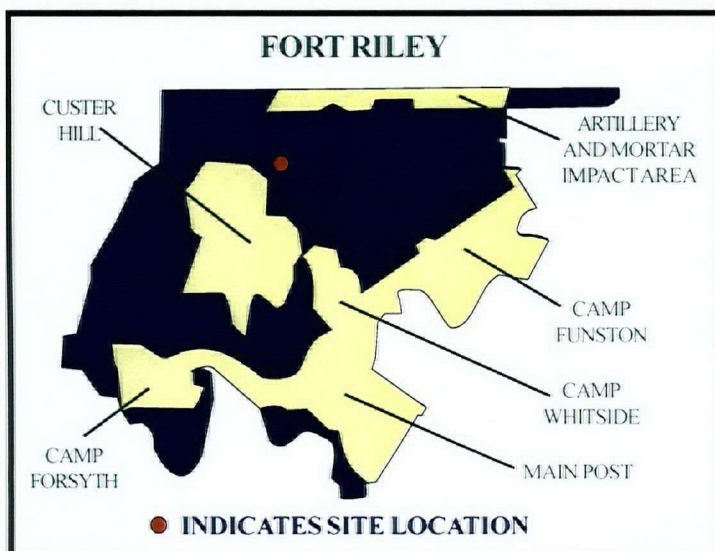 FORT RILEY
CUSTER
HILL
ARTILLERY
AND MORTAR
IMPACT AREA
CAMP
FUNSTON
CAMP
WHITSIDE
MAIN POST
CAMP
FORSYTH
INDICATES SITE LOCATION